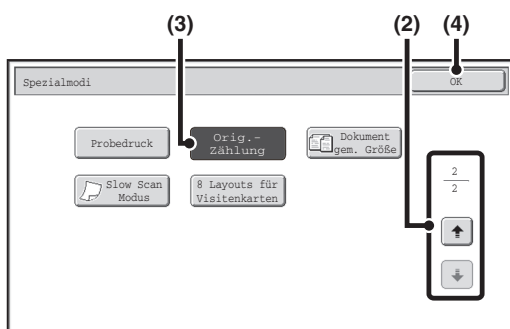 (3)
(2)
(4)
Spezialmodi
OK
Probedruck
Orig.-
Zählung
Dokument
gem. Größe
Slow Scan
Modus
8 Layouts für
Visitenkarten
2
2